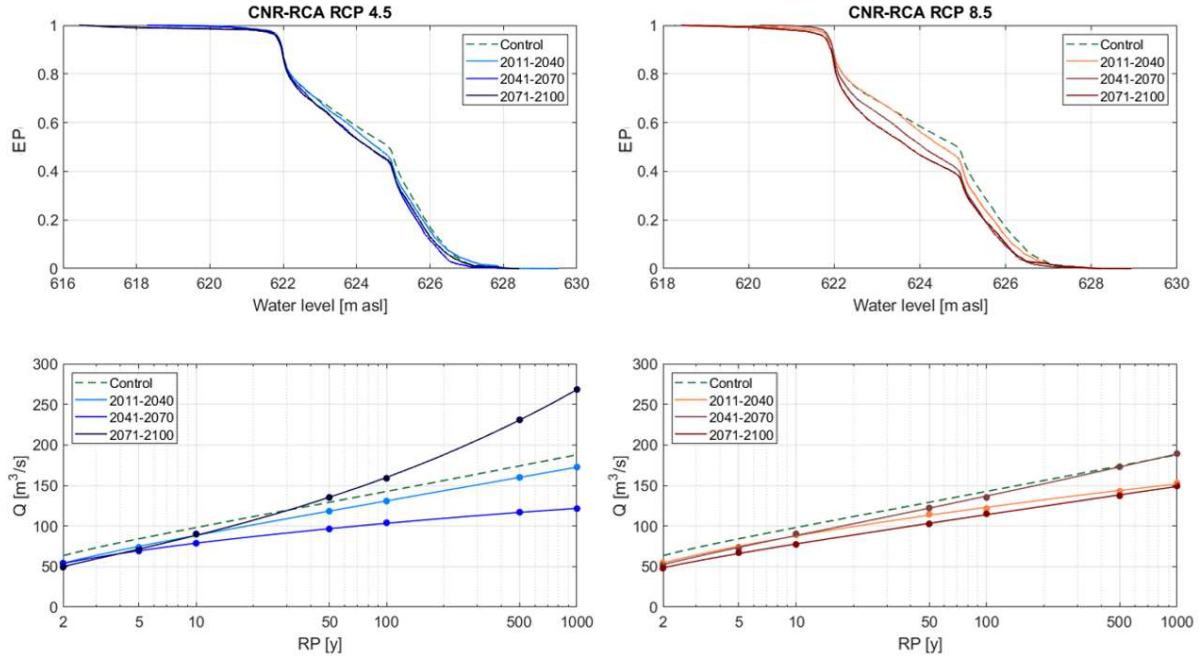 CNR-RCA RCP 4.5
1
0.8
0.6
0.4
0.2
0
EP
616 618 620 622 624 626 628 630
Water level [m asl]
Control
2011-2040
2041-2070
2071-2100
CNR-RCA RCP 8.5
1
0.8
0.6
0.4
0.2
0
EP
618 620 622 624 626 628 630
Water level [m asl]
Control
2011-2040
2041-2070
2071-2100
300
250
200
150
100
50
0
Q [m³/s]
2 5 10 50 100 500 1000
RP [y]
Control
2011-2040
2041-2070
2071-2100
300
250
200
150
100
50
0
Q [m³/s]
2 5 10 50 100 500 1000
RP [y]
Control
2011-2040
2041-2070
2071-2100